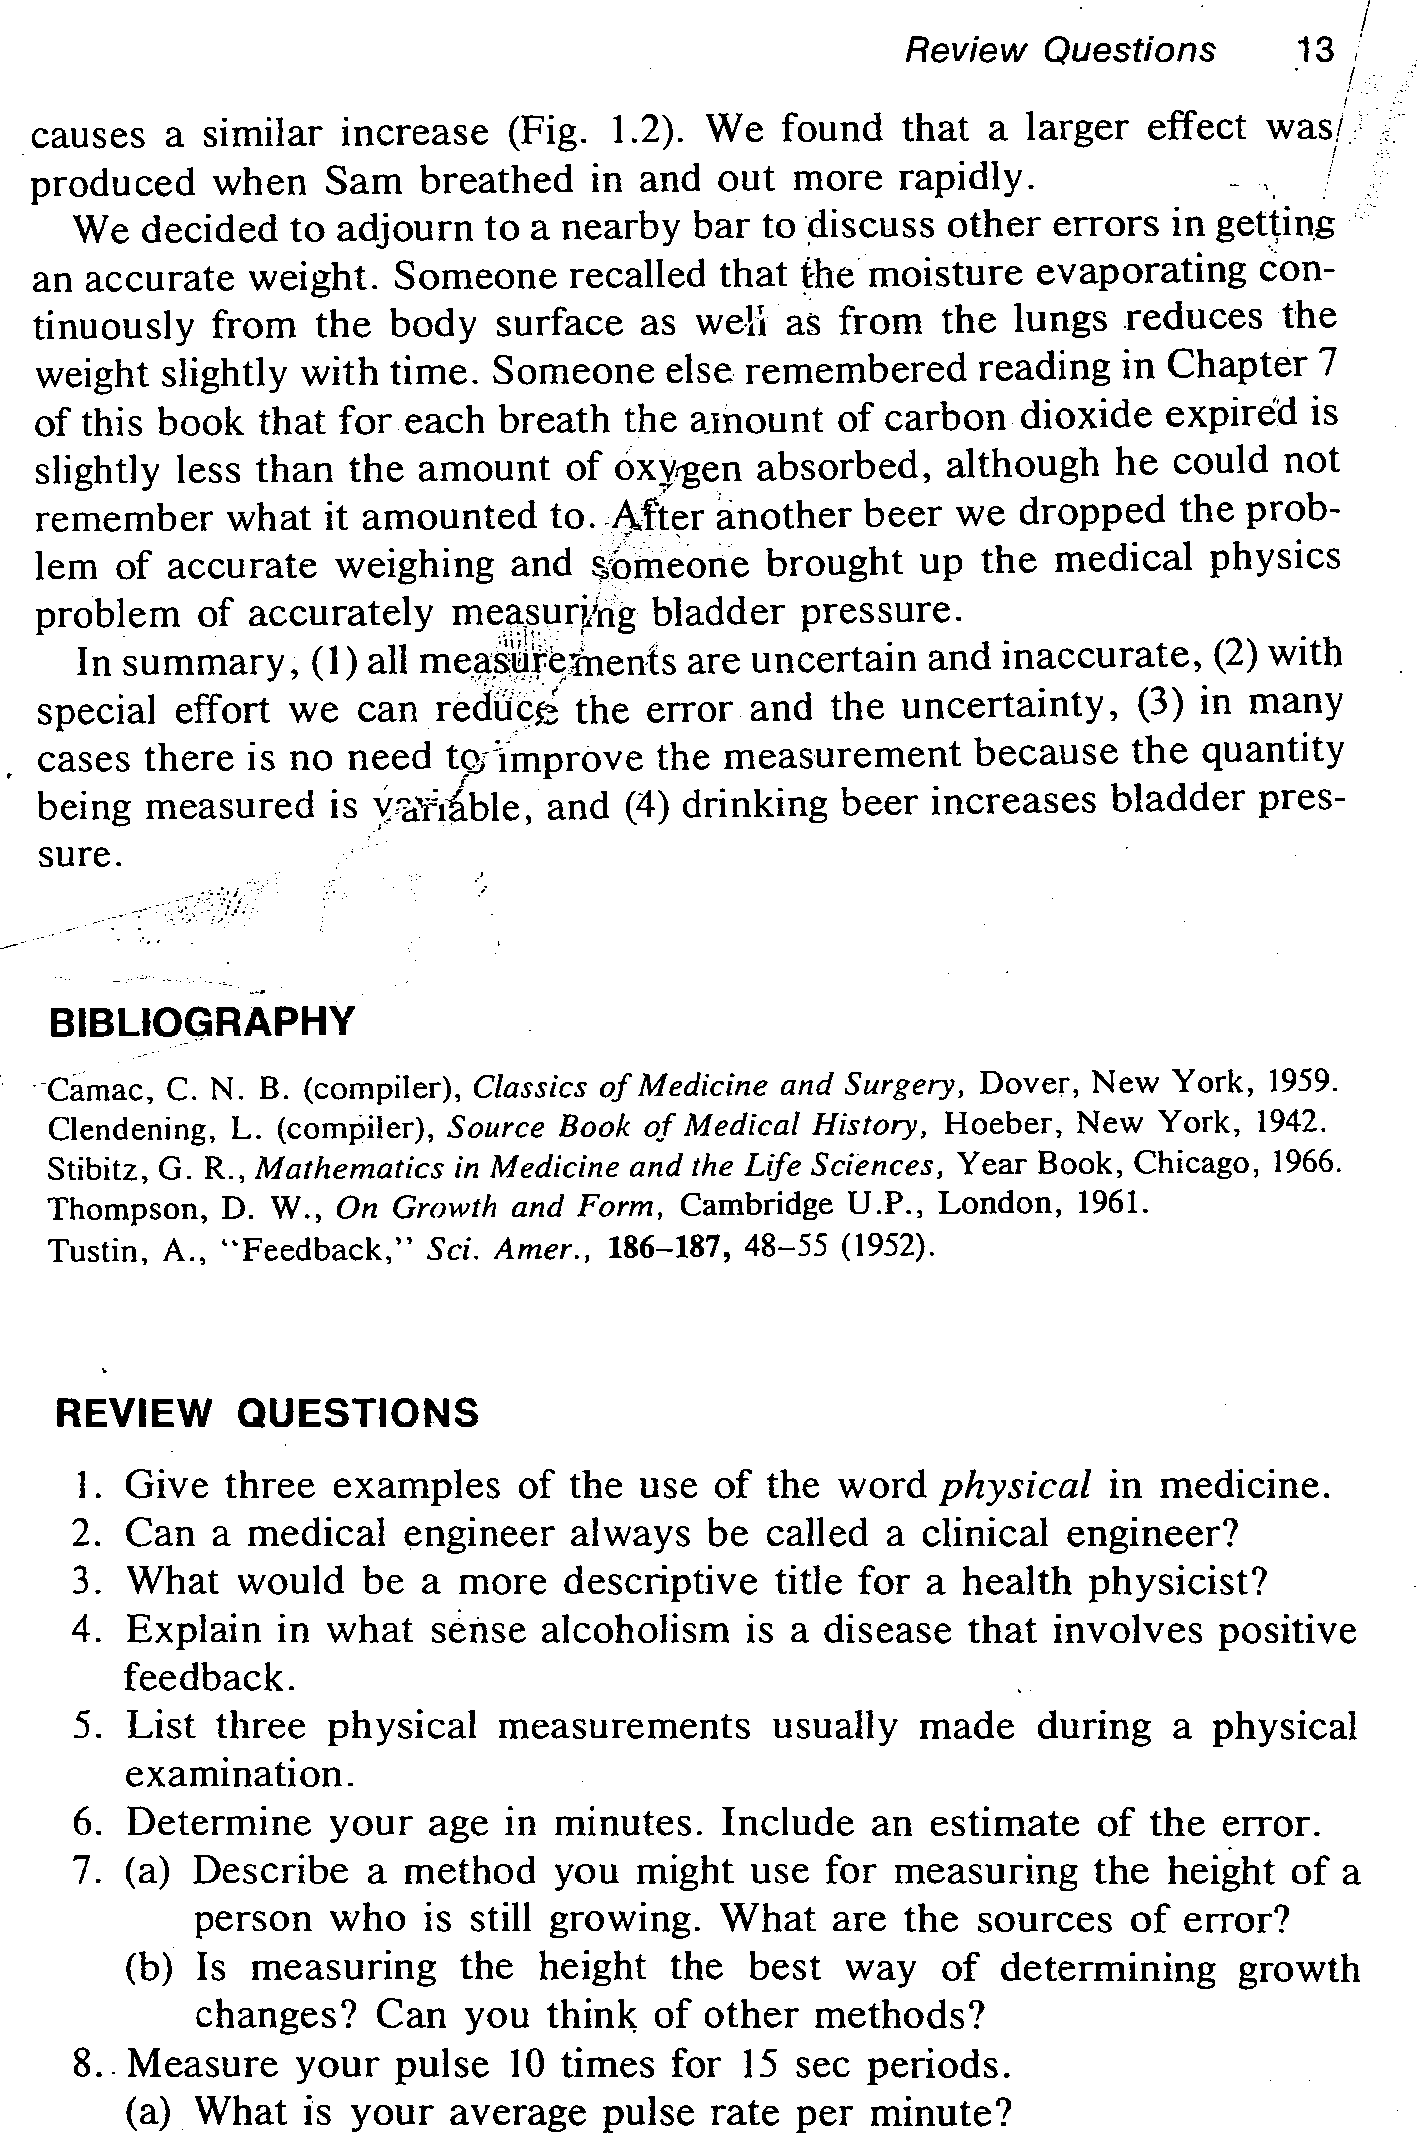 Review Questions 13
causes a similar increase (Fig. 1.2). We found that a larger effect was
produced when Sam breathed in and out more rapidly.
We decided to adjourn to a nearby bar to discuss other errors in getting
an accurate weight. Someone recalled that the moisture evaporating con-
tinuously from the body surface as well as from the lungs reduces the
weight slightly with time. Someone else remembered reading in Chapter 7
of this book that for each breath the amount of carbon dioxide expired is
slightly less than the amount of oxygen absorbed, although he could not
remember what it amounted to. After another beer we dropped the prob-
lem of accurate weighing and someone brought up the medical physics
problem of accurately measuring bladder pressure.
In summary, (1) all measurements are uncertain and inaccurate, (2) with
special effort we can reduce the error and the uncertainty, (3) in many
cases there is no need to improve the measurement because the quantity
being measured is variable, and (4) drinking beer increases bladder pres-
sure.
BIBLIOGRAPHY
Camac, C. N. B. (compiler), Classics of Medicine and Surgery, Dover, New York, 1959.
Clendening, L. (compiler), Source Book of Medical History, Hoeber, New York, 1942.
Stibitz, G. R., Mathematics in Medicine and the Life Sciences, Year Book, Chicago, 1966.
Thompson, D. W., On Growth and Form, Cambridge U.P., London, 1961.
Tustin, A., "Feedback," Sci. Amer., 186–187, 48–55 (1952).
REVIEW QUESTIONS
1. Give three examples of the use of the word physical in medicine.
2. Can a medical engineer always be called a clinical engineer?
3. What would be a more descriptive title for a health physicist?
4. Explain in what sense alcoholism is a disease that involves positive
feedback.
5. List three physical measurements usually made during a physical
examination.
6. Determine your age in minutes. Include an estimate of the error.
7. (a) Describe a method you might use for measuring the height of a
person who is still growing. What are the sources of error?
(b) Is measuring the height the best way of determining growth
changes? Can you think of other methods?
8. Measure your pulse 10 times for 15 sec periods.
(a) What is your average pulse rate per minute?